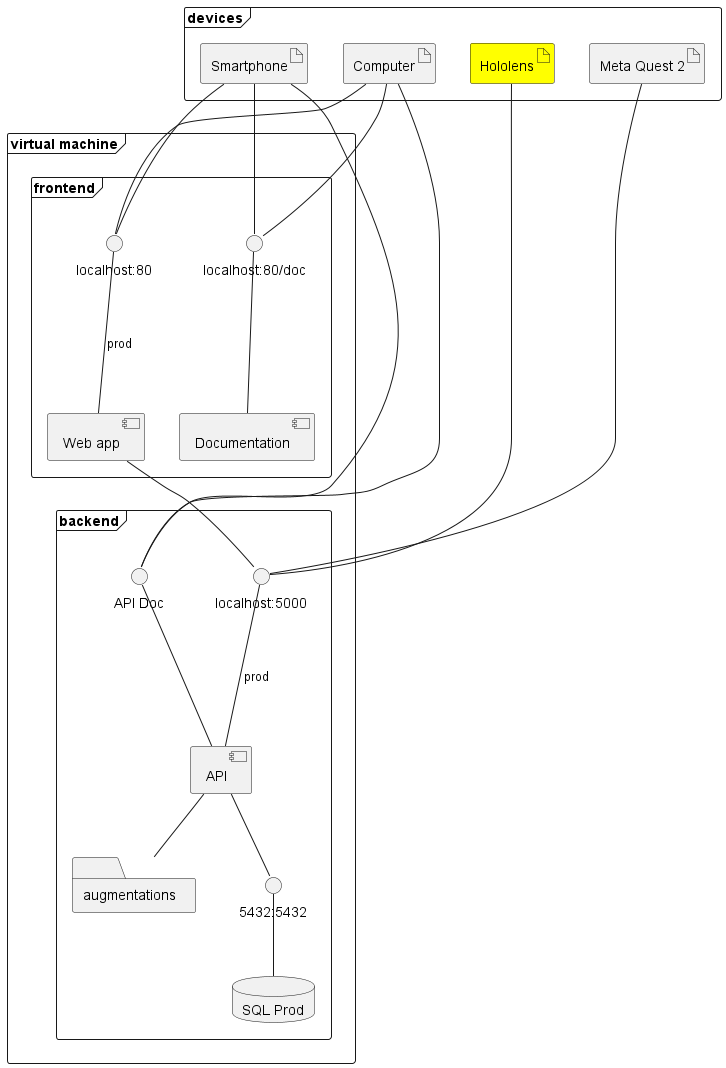 devices
Smartphone
Computer
Hololens
Meta Quest 2
virtual machine
frontend
localhost:80
localhost:80/doc
prod
Web app
Documentation
backend
API Doc
localhost:5000
prod
API
augmentations
5432:5432
SQL Prod